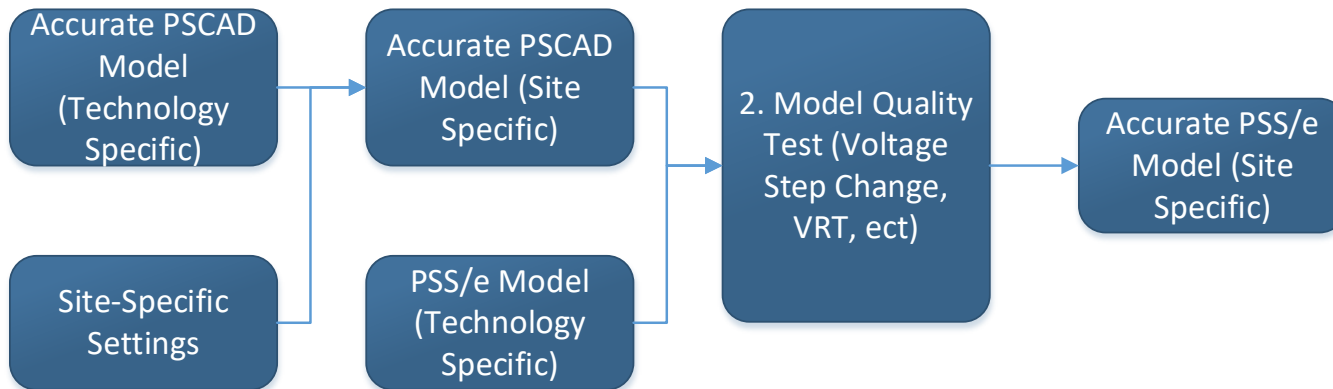 Accurate PSCAD
Model
(Technology
Specific)
Site-Specific
Settings
Accurate PSCAD
Model (Site
Specific)
PSS/e Model
(Technology
Specific)
2. Model Quality
Test (Voltage
Step Change,
VRT, ect)
Accurate PSS/e
Model (Site
Specific)